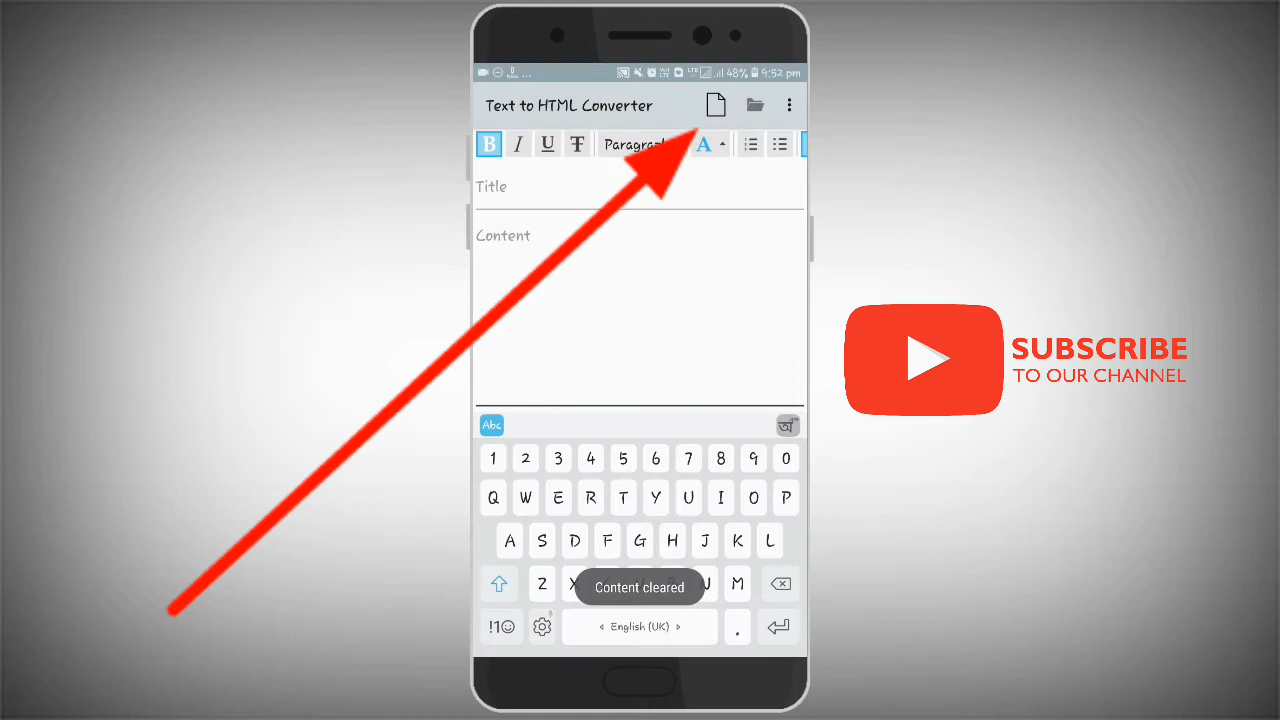 ... 48% 9:52 pm
Text to HTML Converter
B I U T Paragrap A
Title
Content
SUBSCRIBE
TO OUR CHANNEL
Abc অ
1 2 3 4 5 6 7 8 9 0
Q W E R T Y U I O P
A S D F G H J K L
Z X M
Content cleared
!1☺ < English (UK) > .